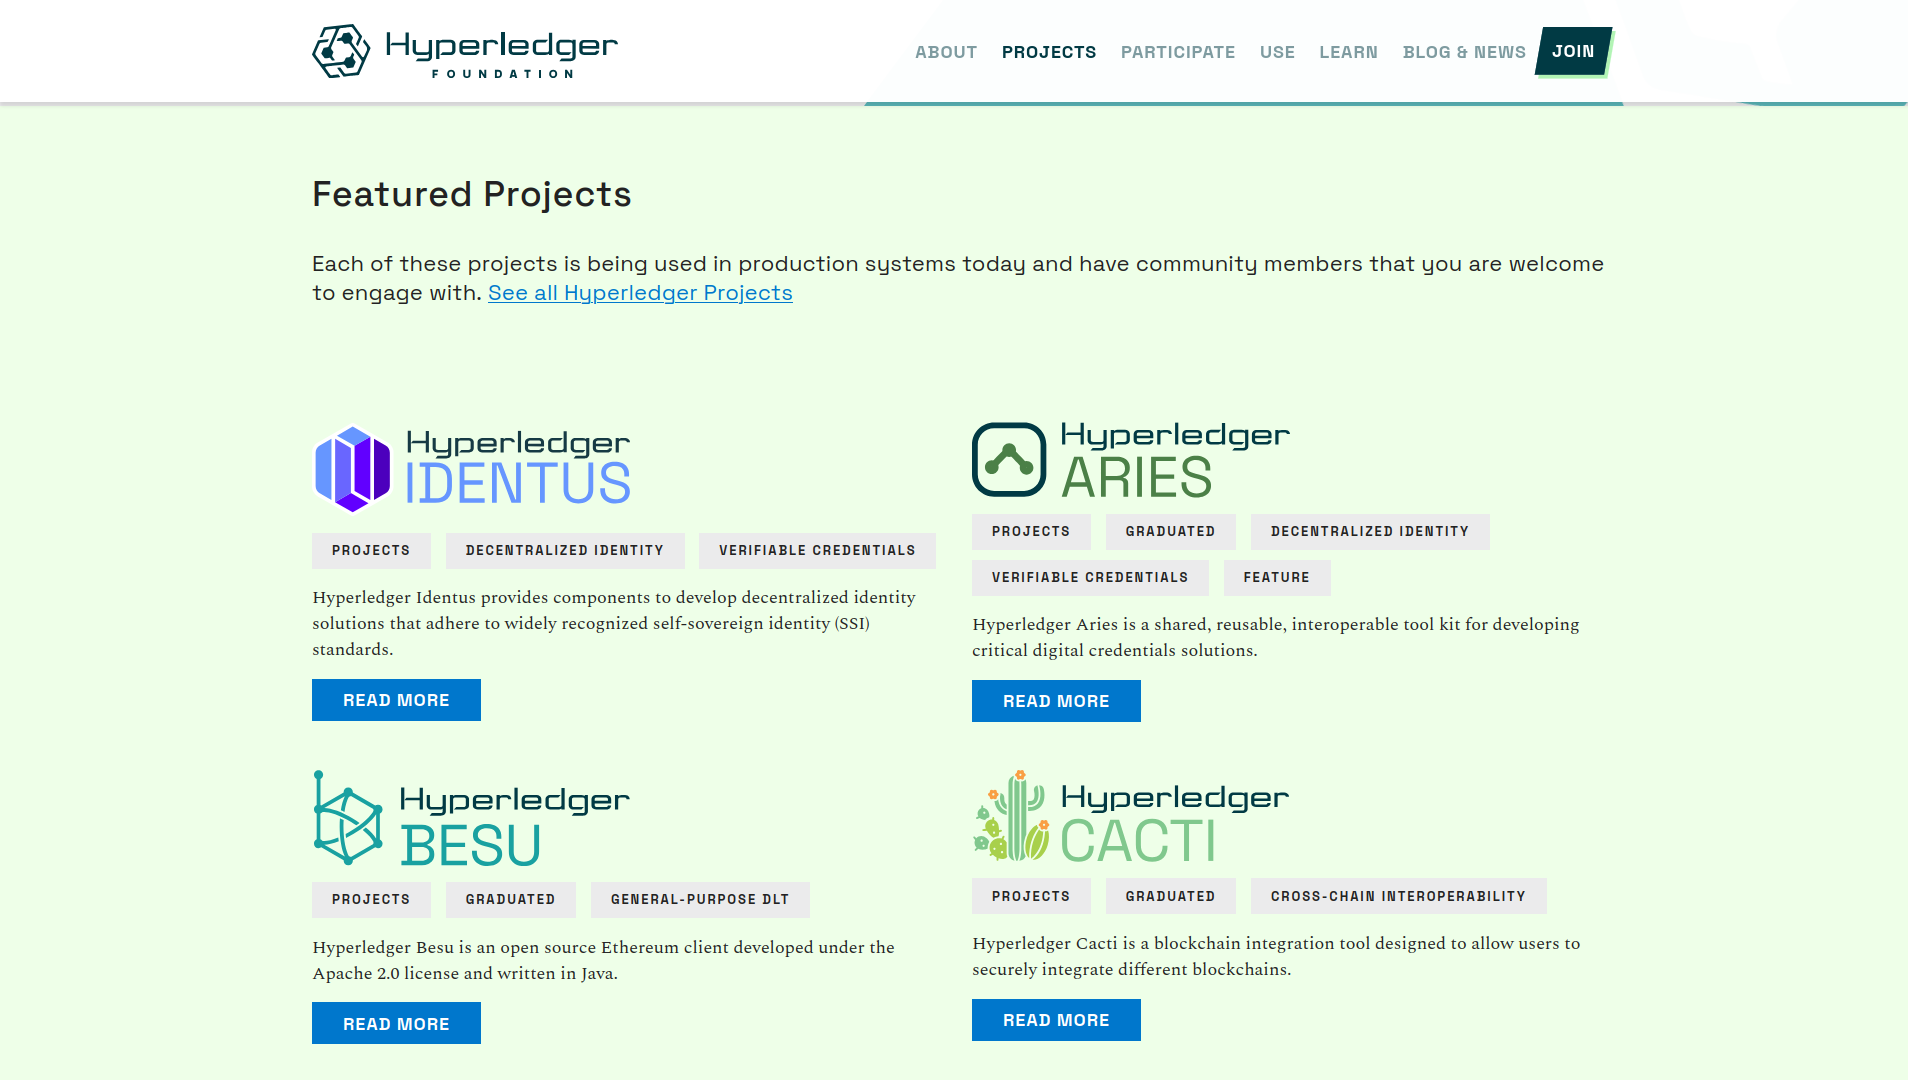 Hyperledger
FOUNDATION
ABOUT PROJECTS PARTICIPATE USE LEARN BLOG & NEWS JOIN
Featured Projects
Each of these projects is being used in production systems today and have community members that you are welcome
to engage with. See all Hyperledger Projects
Hyperledger
IDENTUS
PROJECTS DECENTRALIZED IDENTITY VERIFIABLE CREDENTIALS
Hyperledger Identus provides components to develop decentralized identity
solutions that adhere to widely recognized self-sovereign identity (SSI)
standards.
READ MORE
Hyperledger
ARIES
PROJECTS GRADUATED DECENTRALIZED IDENTITY
VERIFIABLE CREDENTIALS FEATURE
Hyperledger Aries is a shared, reusable, interoperable tool kit for developing
critical digital credentials solutions.
READ MORE
Hyperledger
BESU
PROJECTS GRADUATED GENERAL-PURPOSE DLT
Hyperledger Besu is an open source Ethereum client developed under the
Apache 2.0 license and written in Java.
READ MORE
Hyperledger
CACTI
PROJECTS GRADUATED CROSS-CHAIN INTEROPERABILITY
Hyperledger Cacti is a blockchain integration tool designed to allow users to
securely integrate different blockchains.
READ MORE